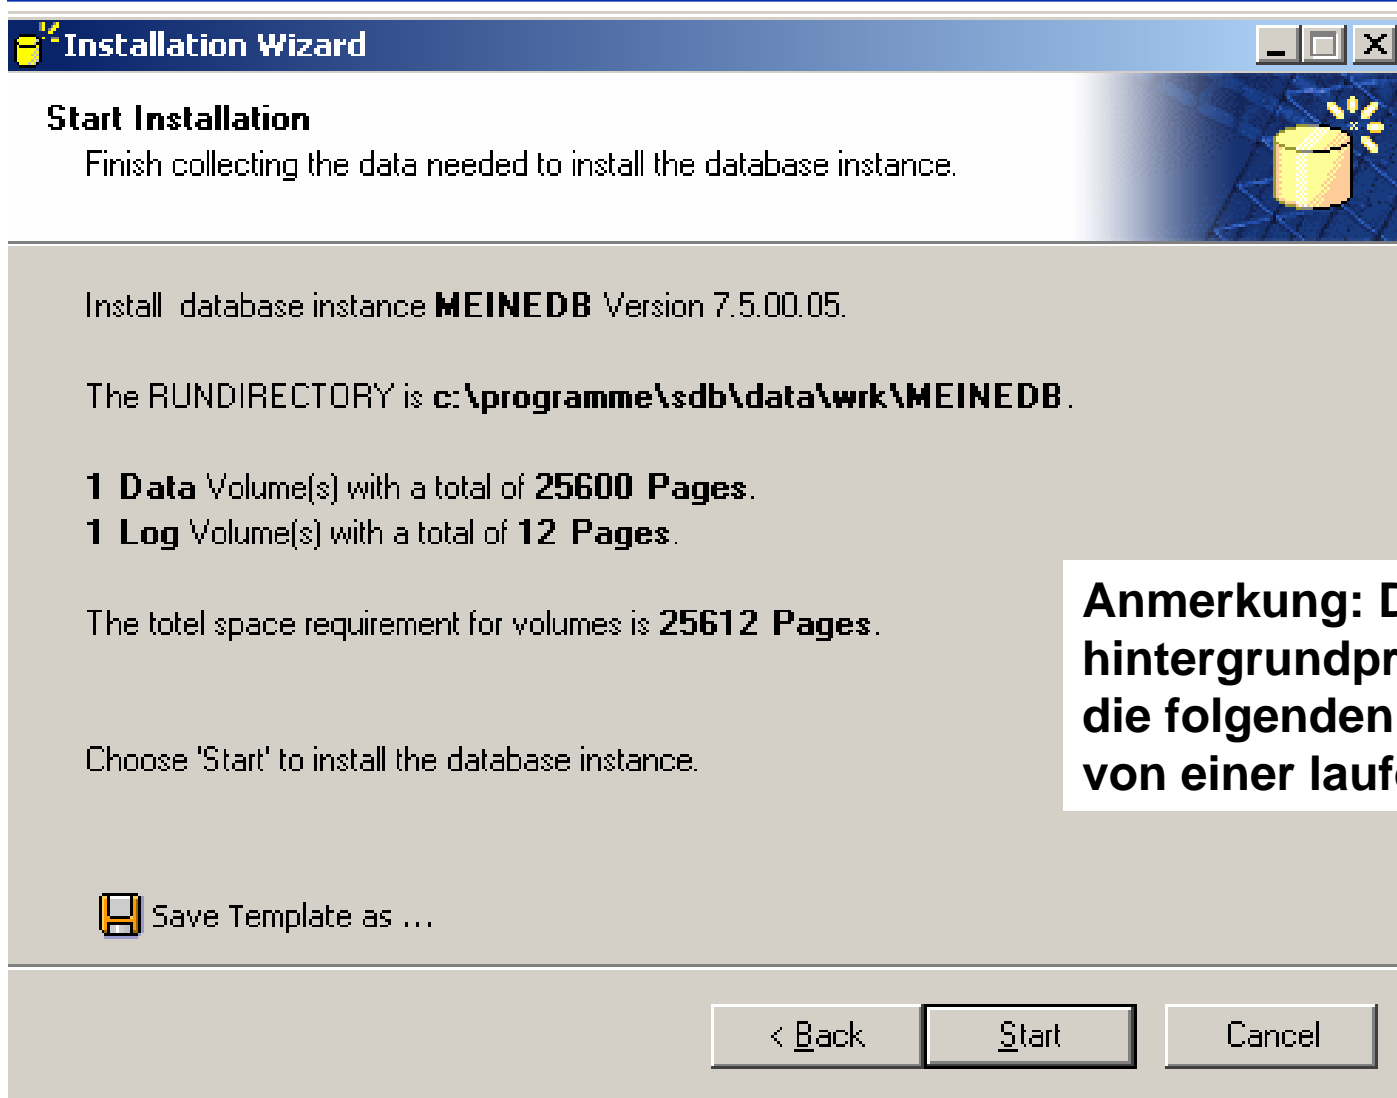 Installation Wizard
Start Installation
Finish collecting the data needed to install the database instance.
Install database instance MEINEDB Version 7.5.00.05.
The RUNDIRECTORY is c:\programme\sdb\data\wrk\MEINEDB.
1 Data Volume(s) with a total of 25600 Pages.
1 Log Volume(s) with a total of 12 Pages.
The totel space requirement for volumes is 25612 Pages.
Anmerkung:
die folgenden
von einer
Choose 'Start' to install the database instance.
Save Template as ...
< Back
Start
Cancel